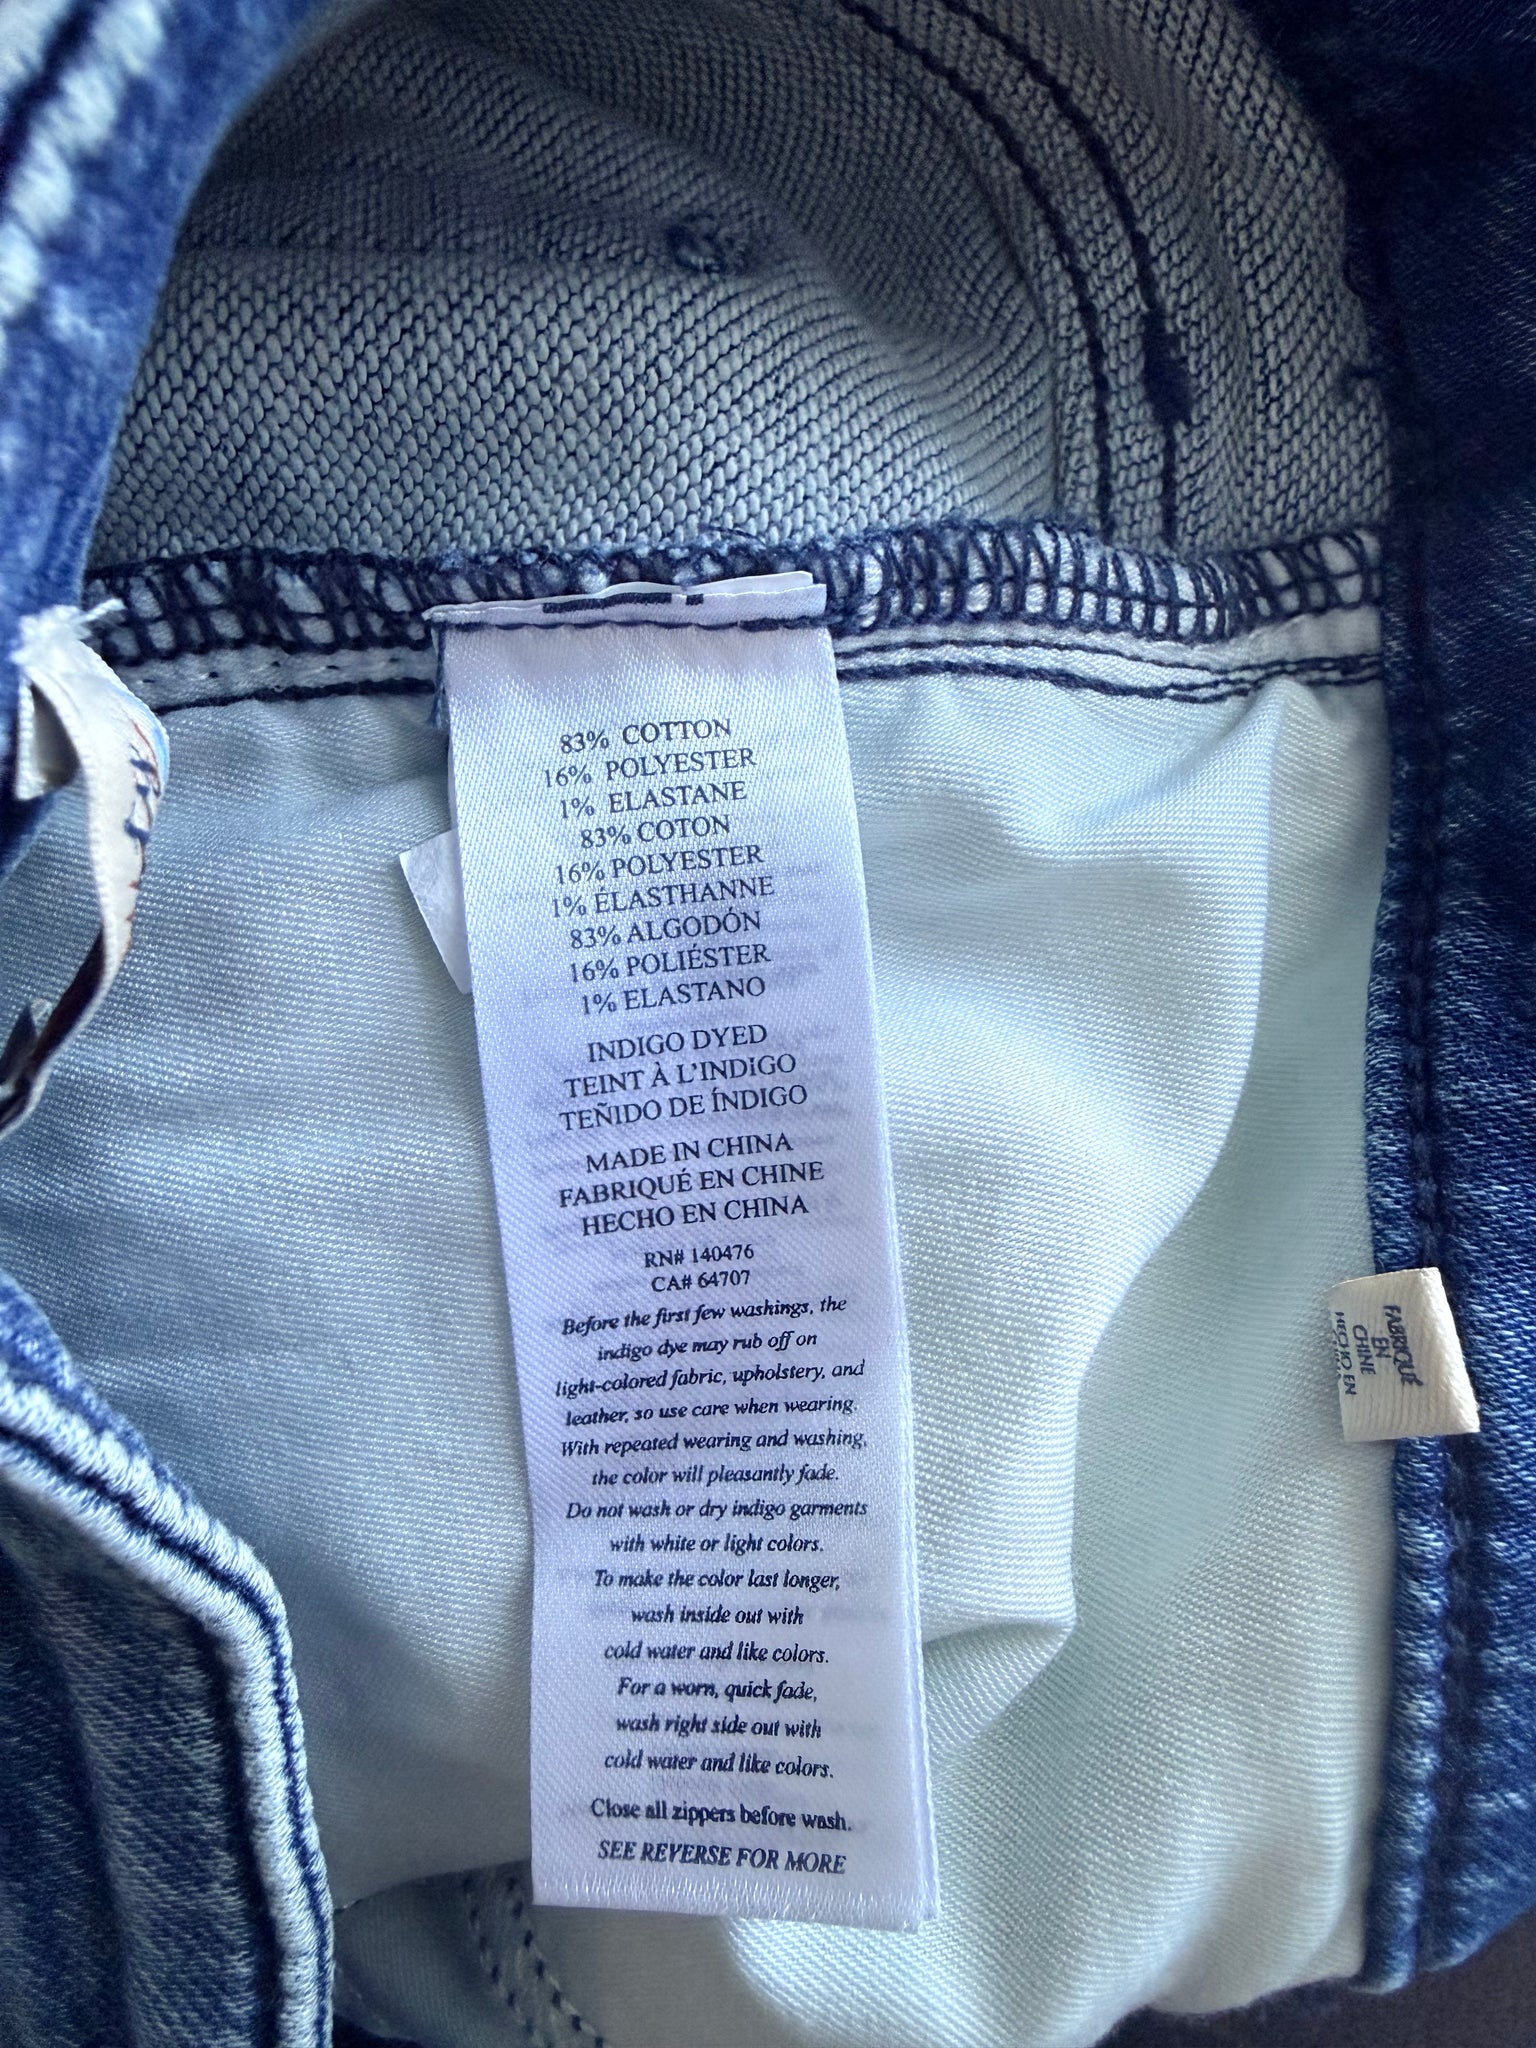 83% COTTON
16% POLYESTER
1% ELASTANE
83% COTON
16% POLYESTER
1% ÉLASTHANNE
83% ALGODÓN
16% POLIÉSTER
1% ELASTANO
INDIGO DYED
TEINT À L'INDIGO
TEÑIDO DE ÍNDIGO
MADE IN CHINA
FABRIQUÉ EN CHINE
HECHO EN CHINA
RN# 140476
CA# 64707
Before the first few washings, the
indigo dye may rub off on
light-colored fabric, upholstery, and
leather, so use care when wearing.
With repeated wearing and washing,
the color will pleasantly fade.
Do not wash or dry indigo garments
with white or light colors.
To make the color last longer,
wash inside out with
cold water and like colors.
For a worn, quick fade,
wash right side out with
cold water and like colors.
Close all zippers before wash.
SEE REVERSE FOR MORE
FABRIQUÉ
EN
CHINE
HECHO EN